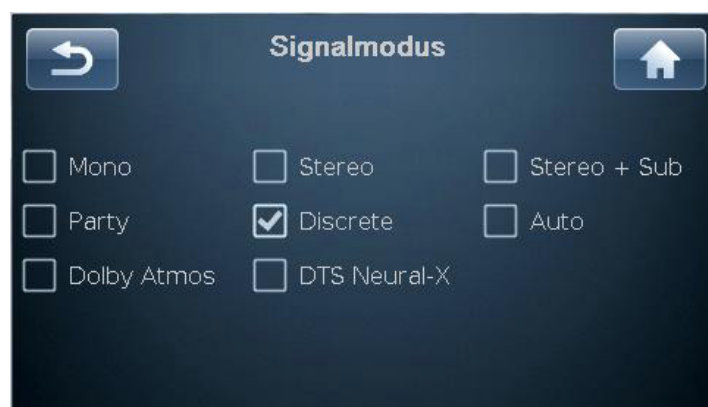 Signalmodus
Mono Stereo Stereo + Sub
Party Discrete Auto
Dolby Atmos DTS Neural-X